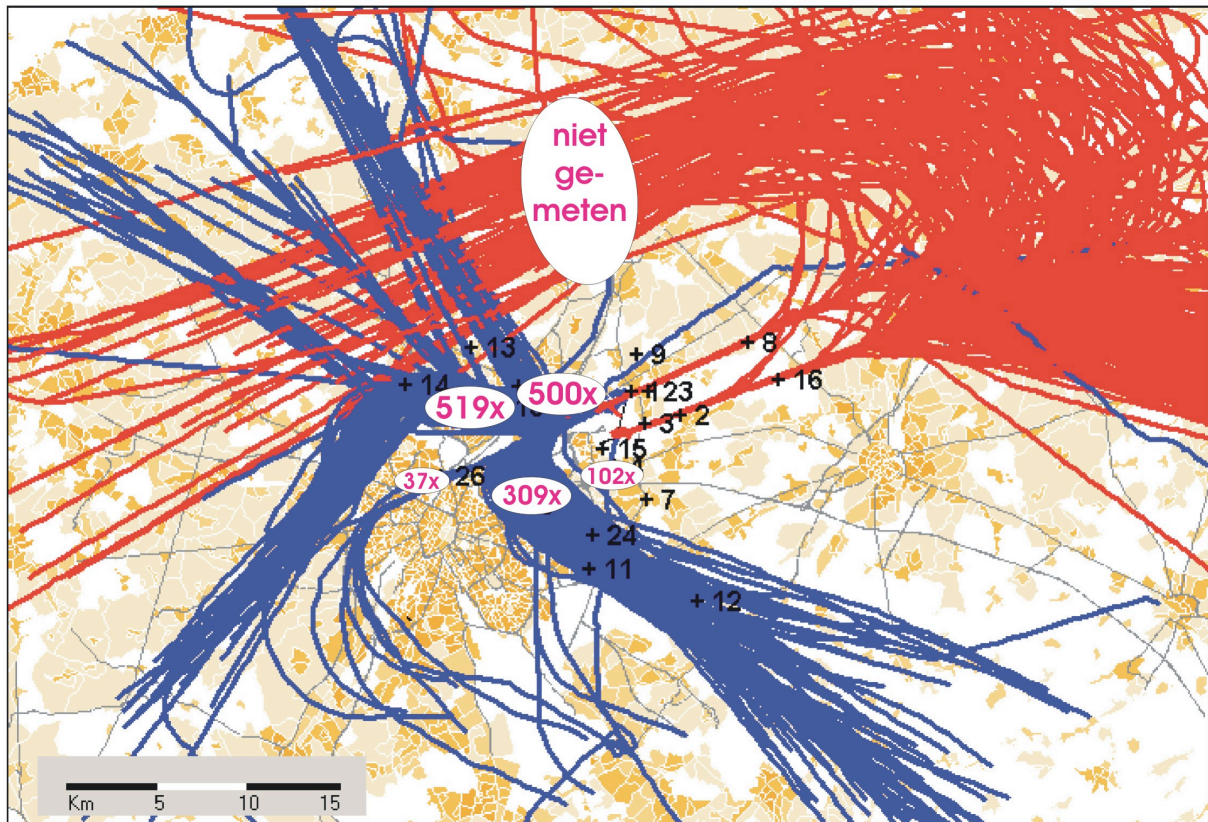 niet
ge-
meten
+ 8
+ 13
+ 9
+ 14
+ 16
500x
519x
+ 2
+ 3
+ 15
102x
37x
26
309x
+ 7
+ 24
+ 11
+ 12
Km 5 10 15